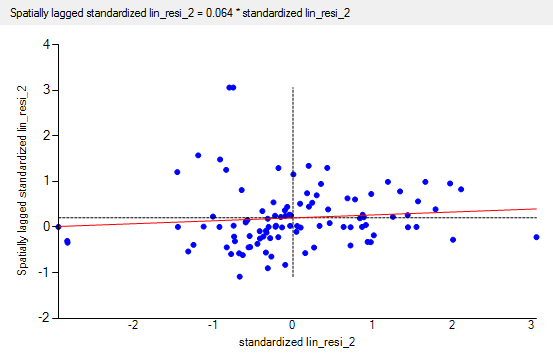 Spatially lagged standardized lin_resi_2 = 0.064 * standardized lin_resi_2
Spatially lagged standardized lin_resi_2
4
3
2
1
0
-1
-2
-2 -1 0 1 2 3
standardized lin_resi_2